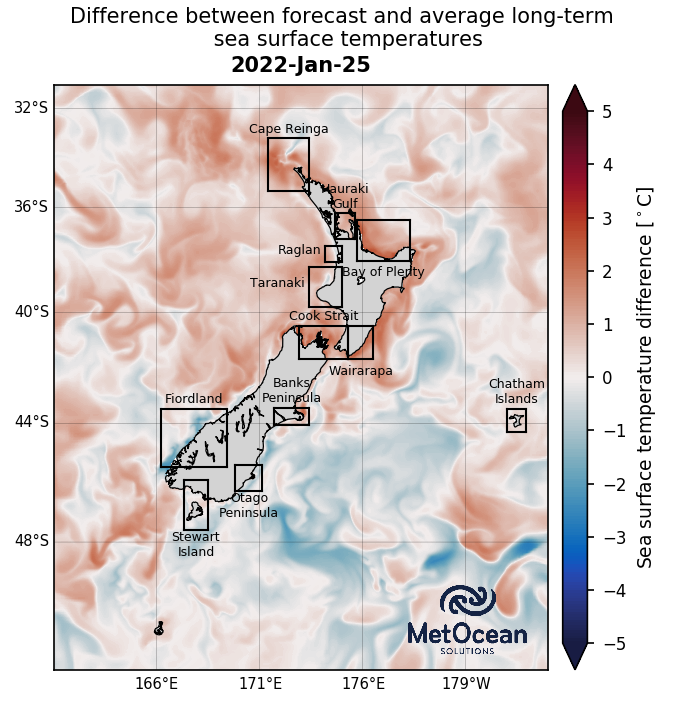 Difference between forecast and average long-term
sea surface temperatures
2022-Jan-25
32°S
36°S
40°S
44°S
48°S
166°E
171°E
176°E
179°W
Cape Reinga
Hauraki
Gulf
Raglan
Bay of Plenty
Taranaki
Cook Strait
Wairarapa
Banks
Peninsula
Fiordland
Chatham
Islands
Otago
Peninsula
Stewart
Island
MetOcean
SOLUTIONS
5
4
3
2
1
0
−1
−2
−3
−4
−5
Sea surface temperature difference [°C]